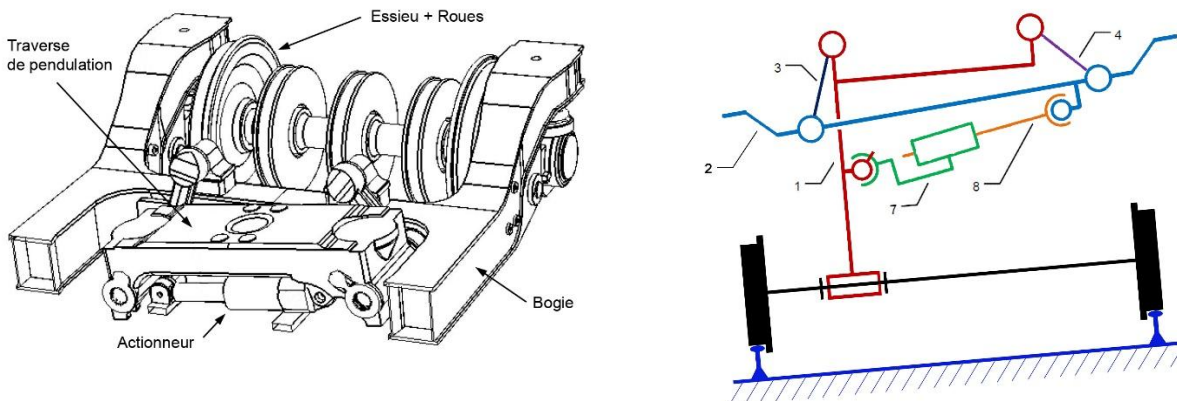 Essieu + Roues
Traverse
de pendulation
Bogie
Actionneur
3
4
2
1
7
8